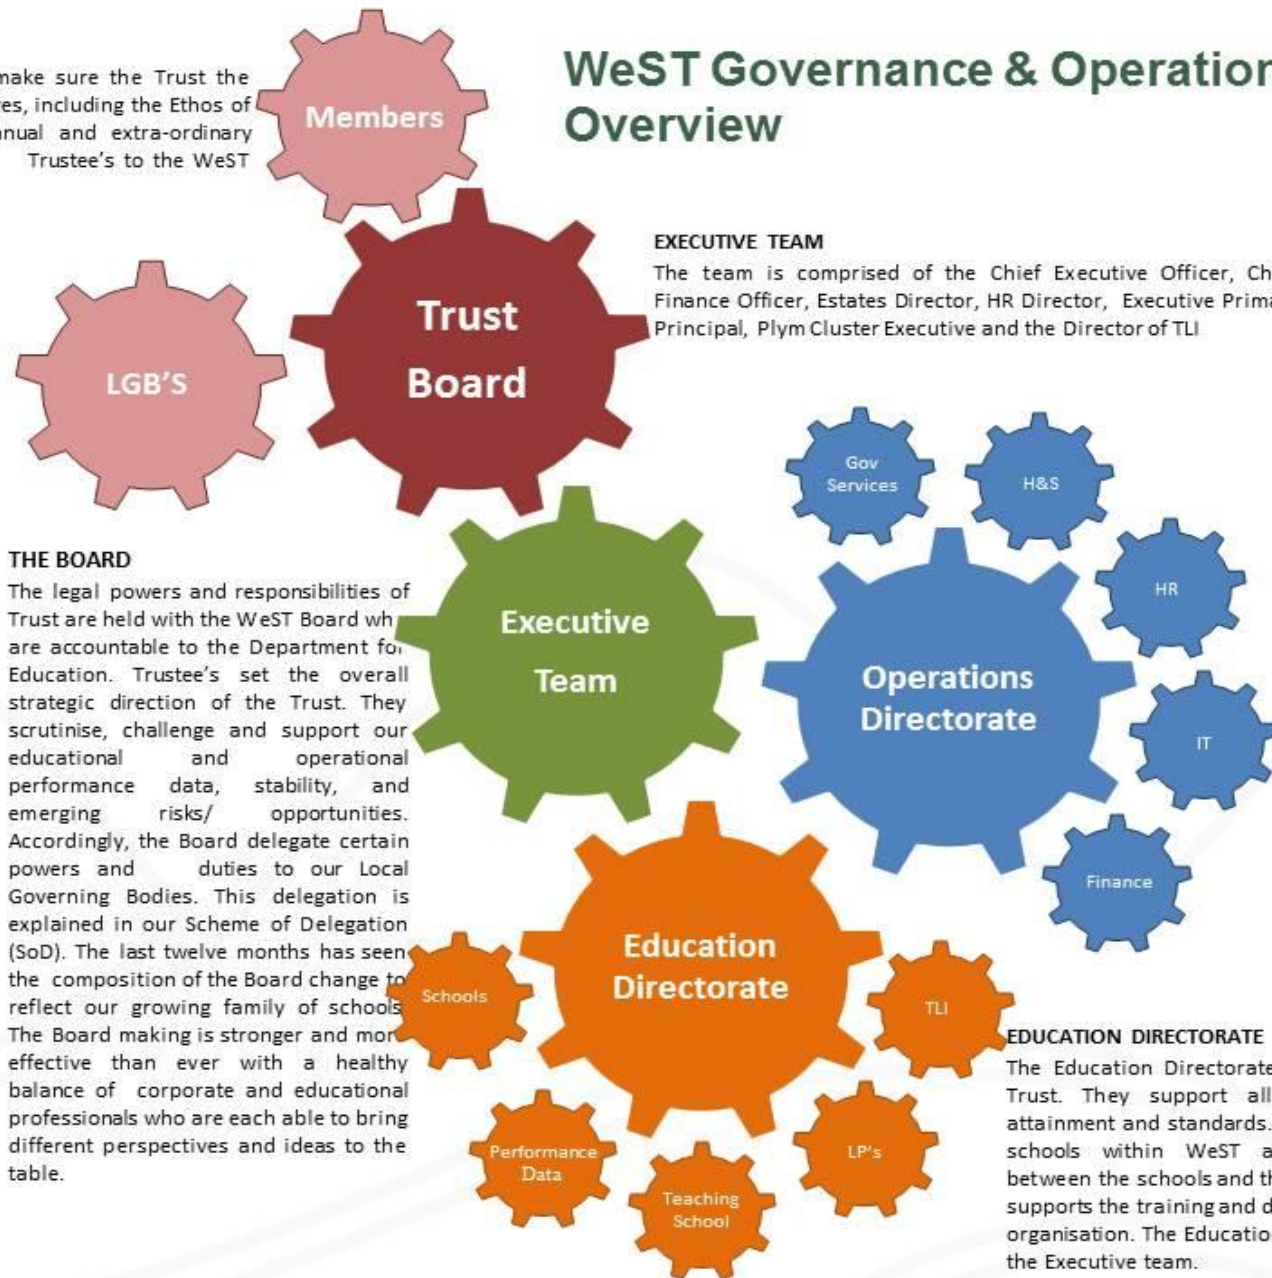 make sure the Trust the
es, including the Ethos of
nnual and extra-ordinary
Trustee's to the WeST
Members
WeST Governance & Operation
Overview
Trust
Board
LGB'S
EXECUTIVE TEAM
The team is comprised of the Chief Executive Officer, Ch
Finance Officer, Estates Director, HR Director, Executive Prima
Principal, Plym Cluster Executive and the Director of TLI
THE BOARD
The legal powers and responsibilities of
Trust are held with the WeST Board wh
are accountable to the Department for
Education. Trustee's set the overall
strategic direction of the Trust. They
scrutinise, challenge and support our
educational and operational
performance data, stability, and
emerging risks/ opportunities.
Accordingly, the Board delegate certain
powers and duties to our Local
Governing Bodies. This delegation is
explained in our Scheme of Delegation
(SoD). The last twelve months has seen
the composition of the Board change to
reflect our growing family of schools
The Board making is stronger and mor
effective than ever with a healthy
balance of corporate and educational
professionals who are each able to bring
different perspectives and ideas to the
table.
Executive
Team
Gov
Services
H&S
HR
IT
Finance
Operations
Directorate
Education
Directorate
Schools
Performance
Data
Teaching
School
LP's
TLI
EDUCATION DIRECTORATE
The Education Directorate
Trust. They support all
attainment and standards.
schools within WeST a
between the schools and th
supports the training and d
organisation. The Educatio
the Executive team.